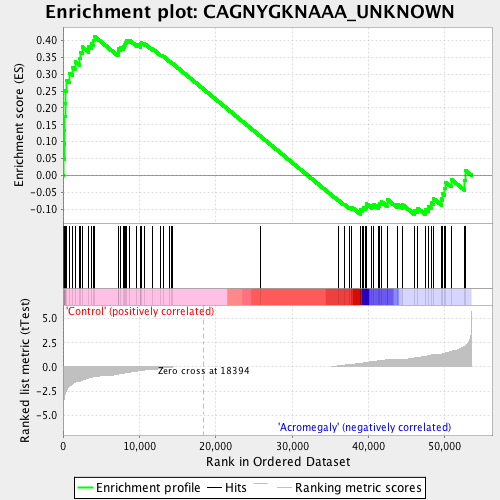 Enrichment plot: CAGNYGKNAAA_UNKNOWN
Enrichment score (ES)
0.40
0.35
0.30
0.25
0.20
0.15
0.10
0.05
0.00
-0.05
-0.10
Ranked list metric (tTest)
5.0
2.5
0.0
-2.5
-5.0
'Control' (positively correlated)
Zero cross at 18394
'Acromegaly' (negatively correlated)
0
10,000
20,000
30,000
40,000
50,000
Rank in Ordered Dataset
Enrichment profile
Hits
Ranking metric scores